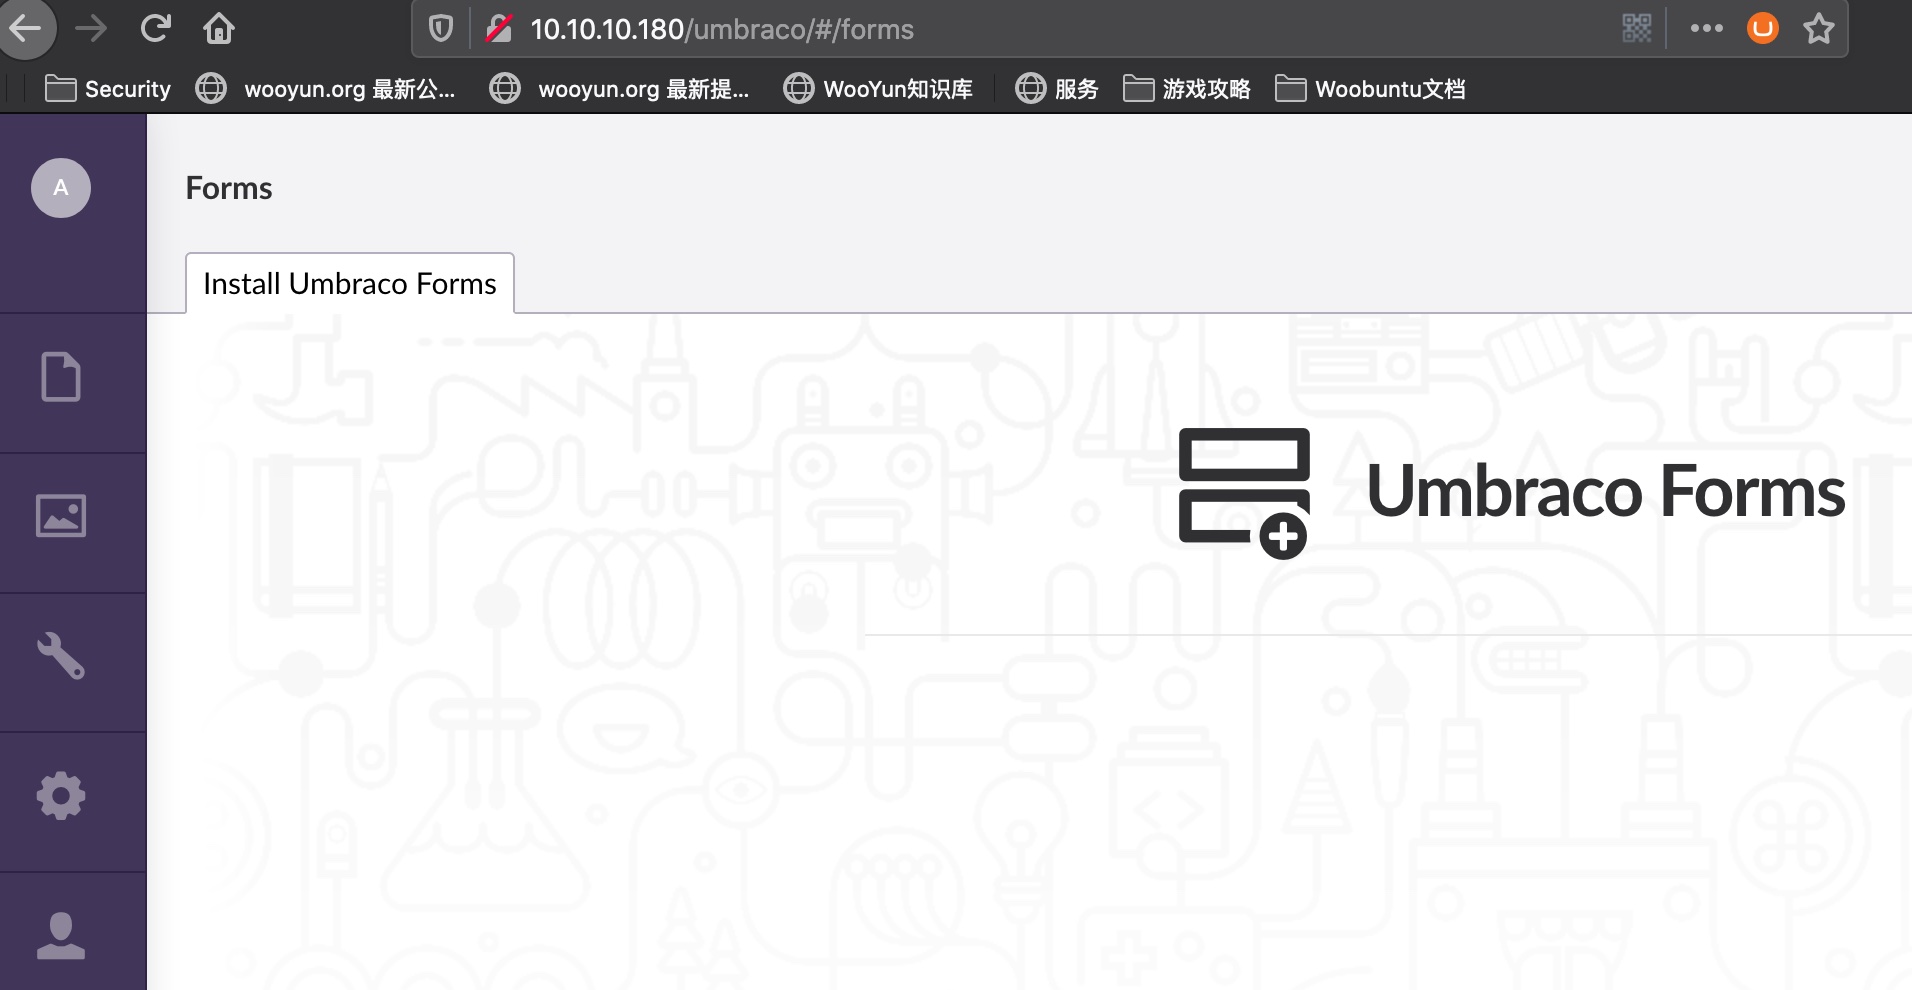 10.10.10.180/umbraco/#/forms
Security wooyun.org 最新公... wooyun.org 最新提... WooYun知识库 服务 游戏攻略 Woobuntu文档
A
Forms
Install Umbraco Forms
Umbraco Forms